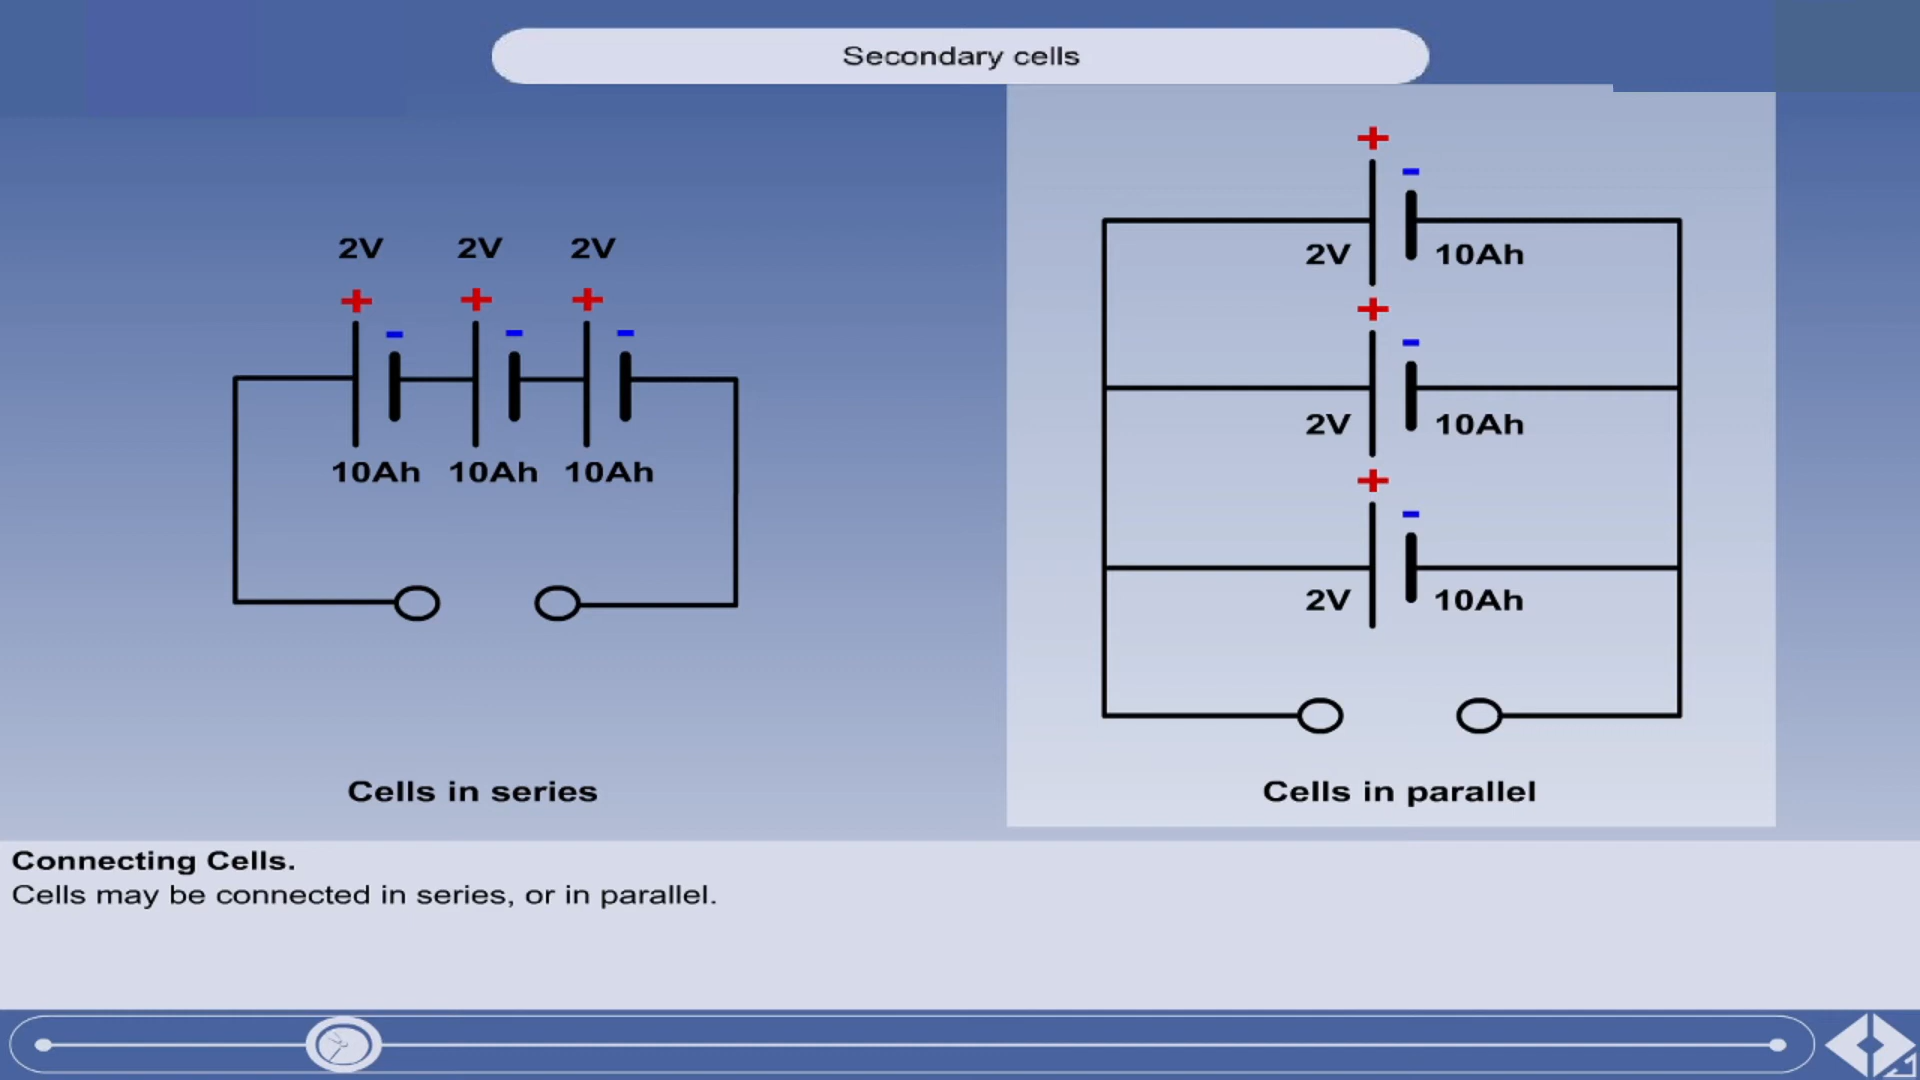 Secondary cells
2V 2V 2V
+ - + - + -
10Ah 10Ah 10Ah
Cells in series
+ -
2V 10Ah
+ -
2V 10Ah
+ -
2V 10Ah
Cells in parallel
Connecting Cells.
Cells may be connected in series, or in parallel.